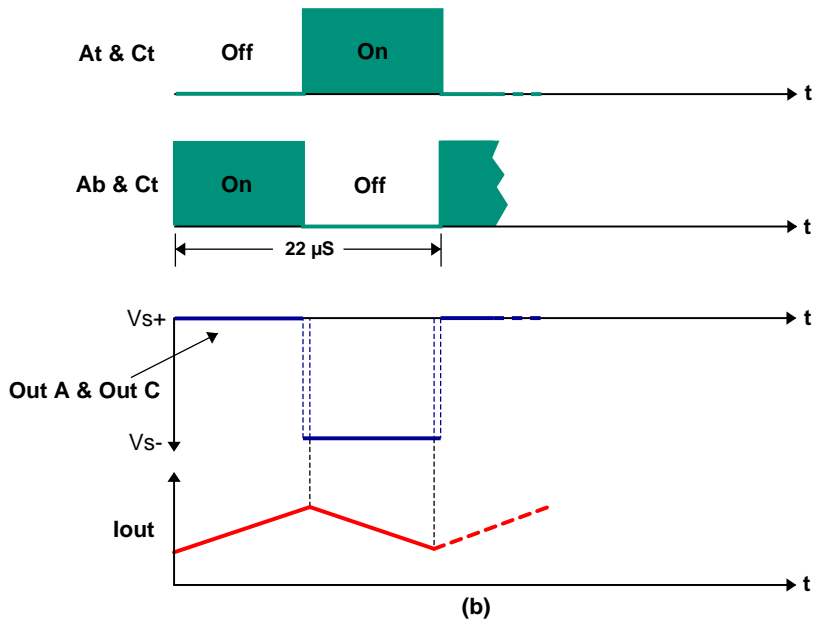 At & Ct
Off
On
t
Ab & Ct
On
Off
t
22 µS
Vs+
t
Out A & Out C
Vs-
Iout
t
(b)